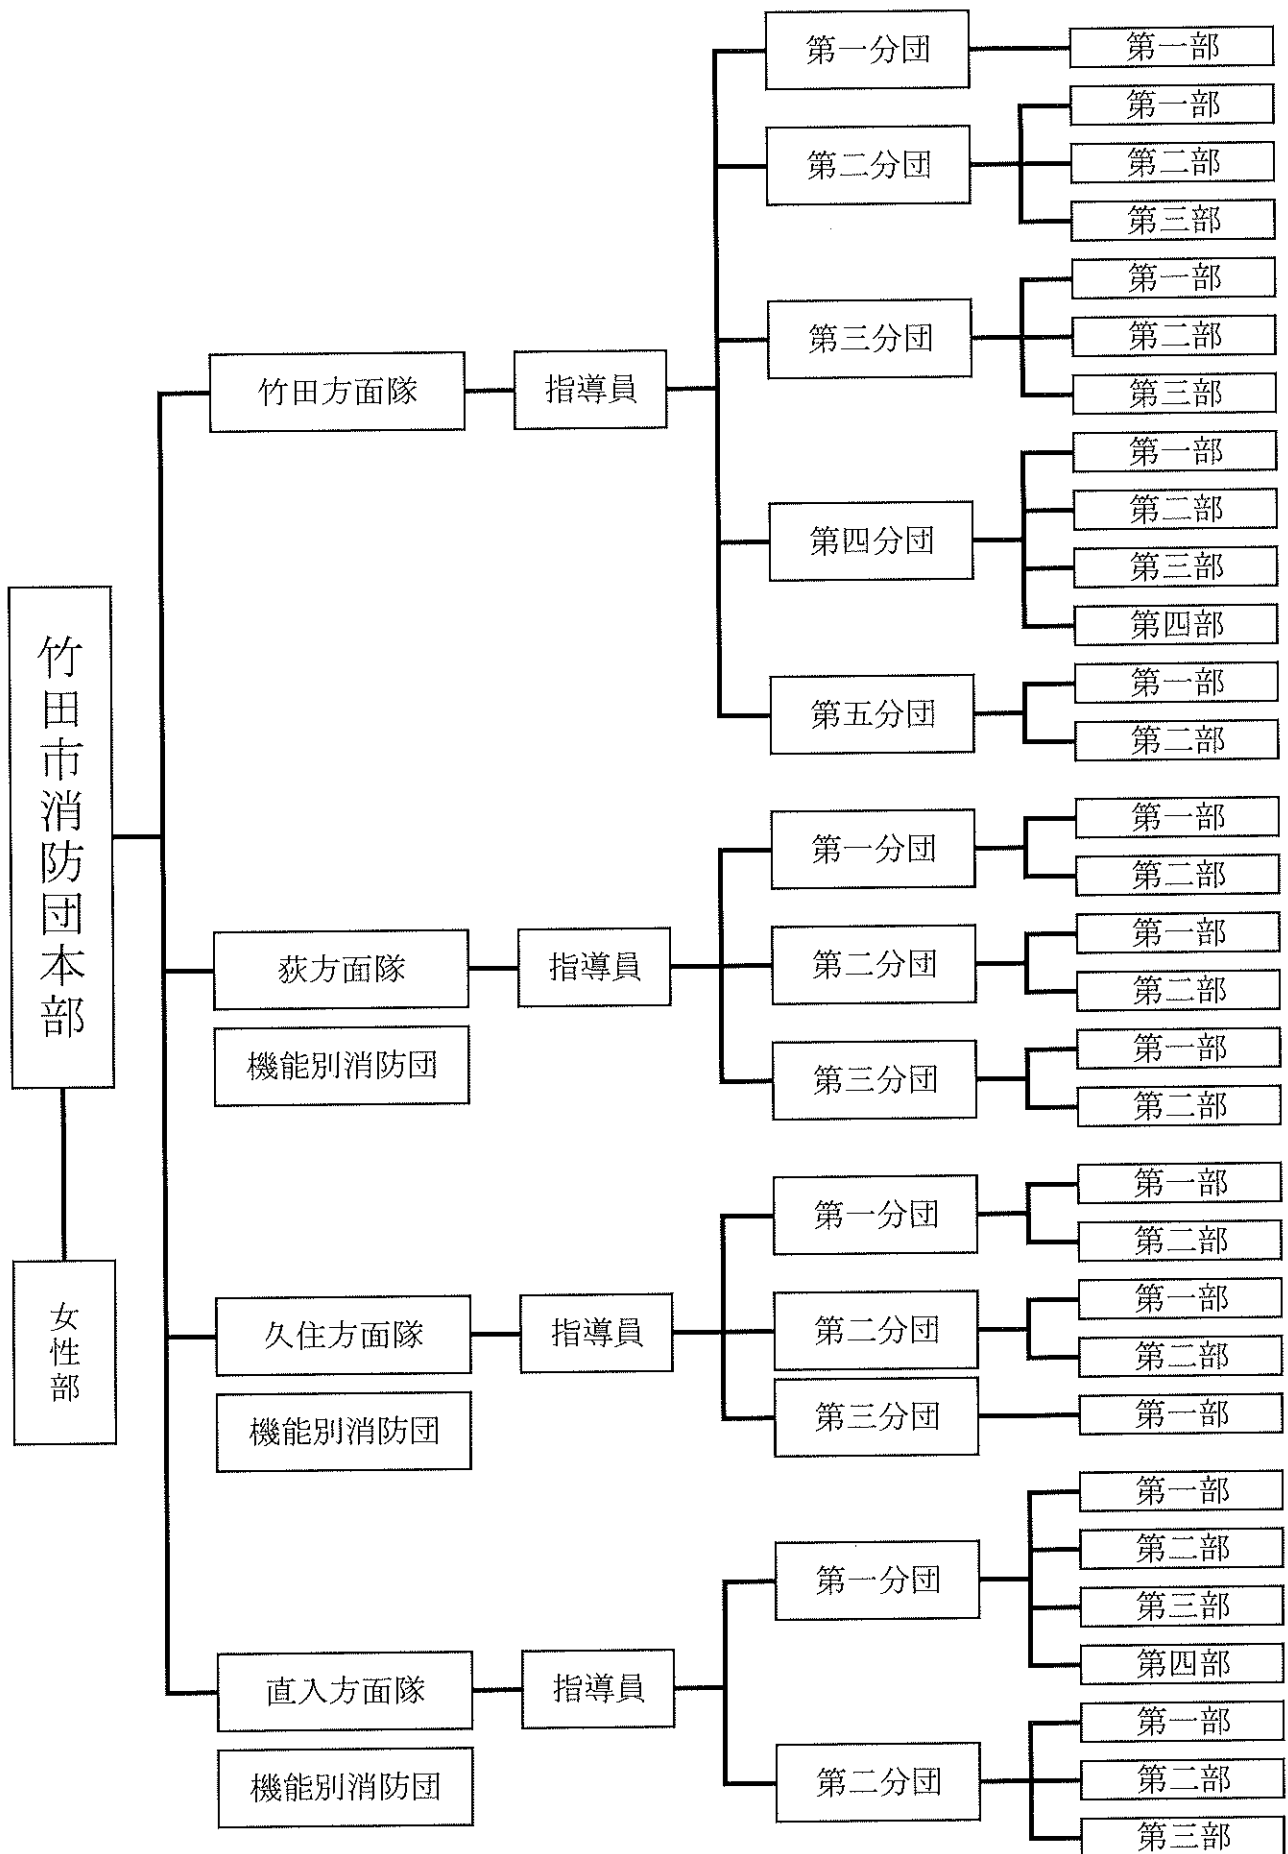 竹田市消防団本部
女性部
竹田方面隊
指導員
第一分団
第一部
第二分団
第一部
第二部
第三部
第三分団
第一部
第二部
第三部
第四分団
第一部
第二部
第三部
第四部
第五分団
第一部
第二部
荻方面隊
機能別消防団
指導員
第一分団
第一部
第二部
第二分団
第一部
第二部
第三分団
第一部
第二部
久住方面隊
機能別消防団
指導員
第一分団
第一部
第二部
第二分団
第一部
第二部
第三分団
第一部
直入方面隊
機能別消防団
指導員
第一分団
第一部
第二部
第三部
第四部
第二分団
第一部
第二部
第三部